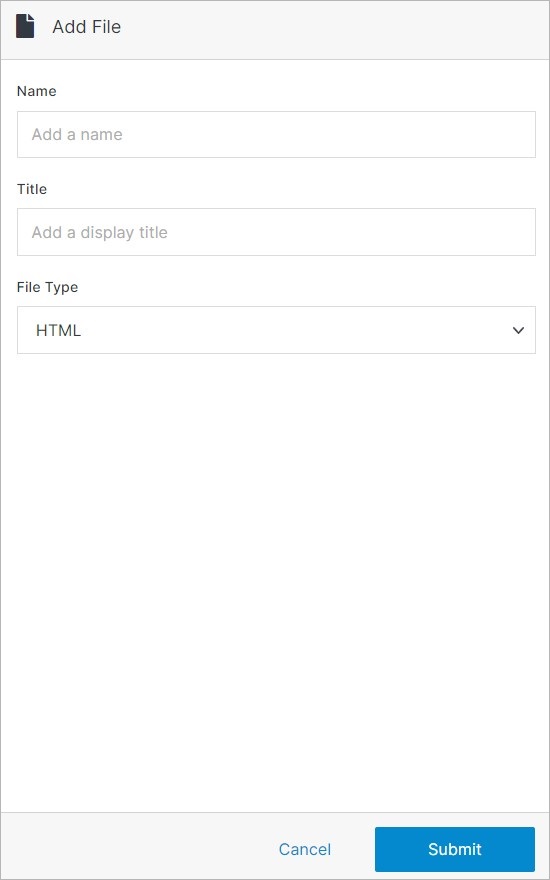 Add File
Name
Add a name
Title
Add a display title
File Type
HTML
Cancel
Submit